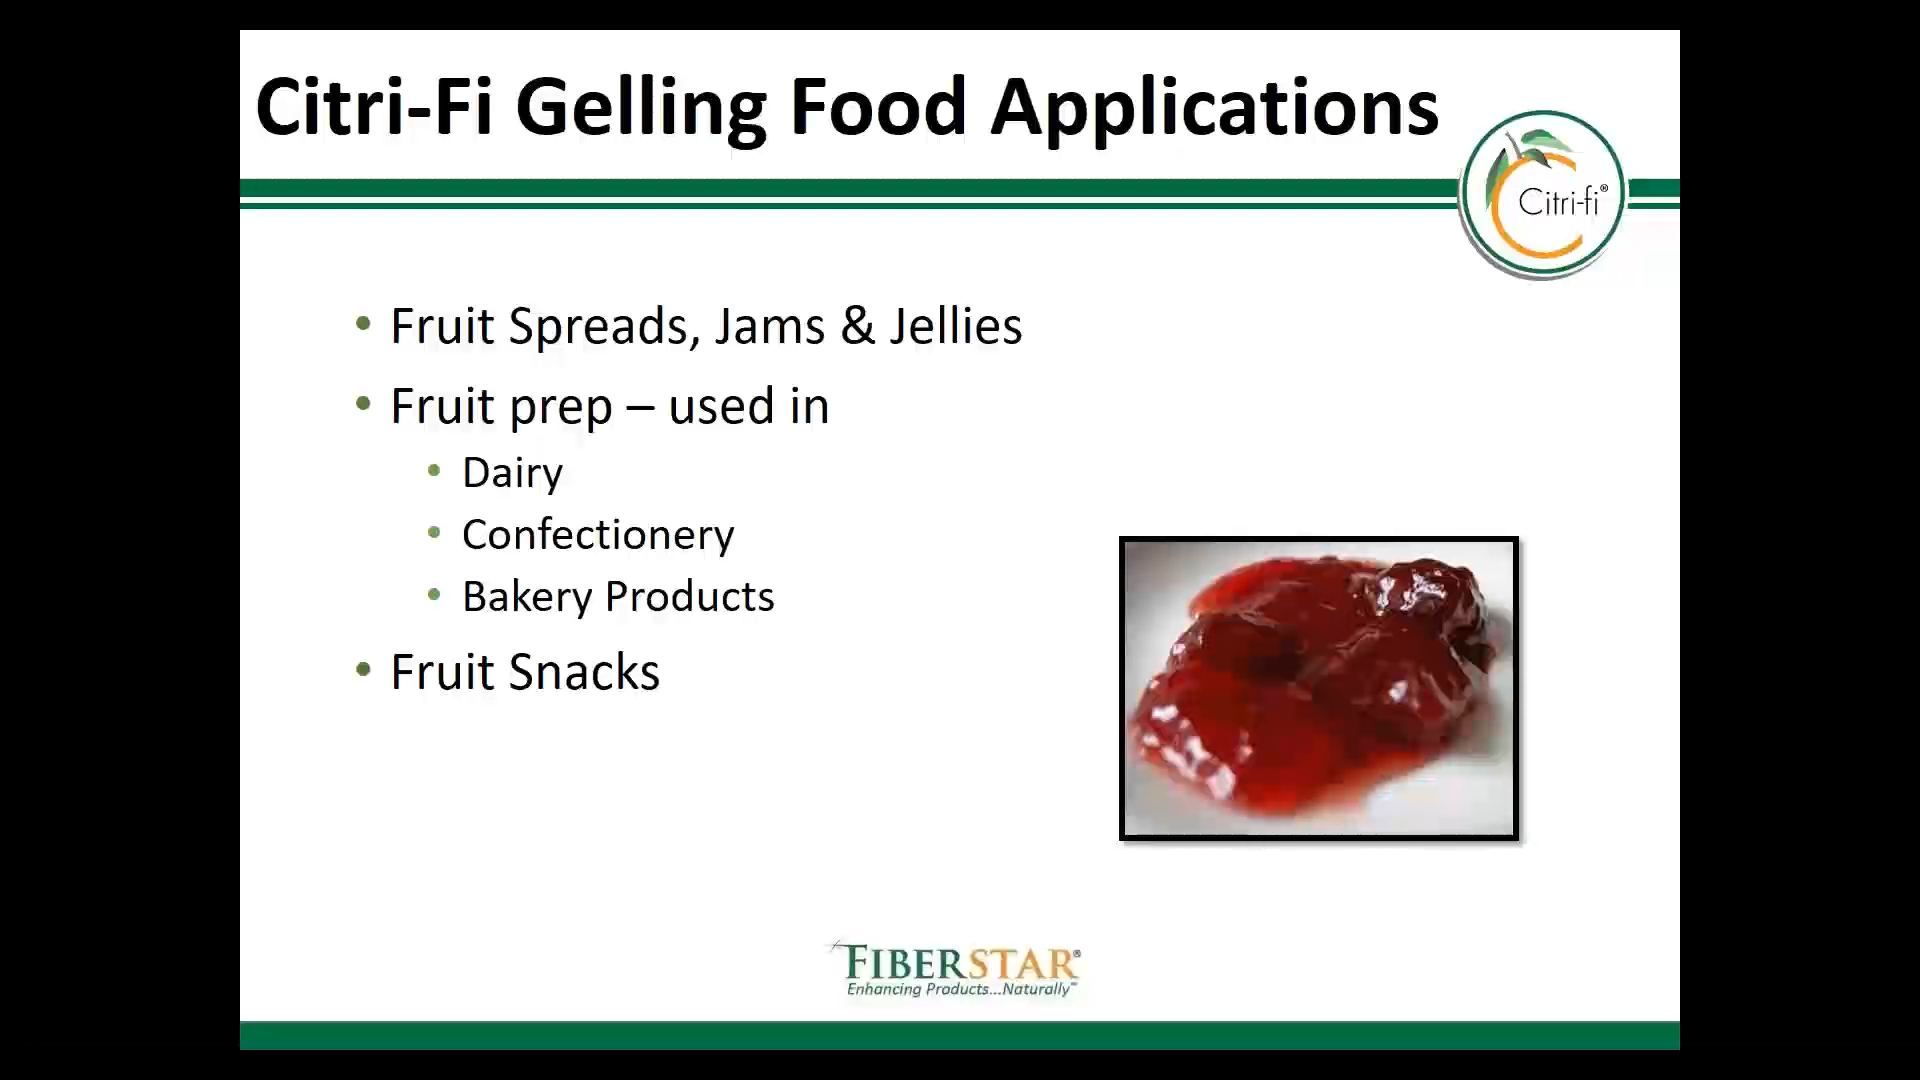 Citri-Fi Gelling Food Applications
Citri-fi®
• Fruit Spreads, Jams & Jellies
• Fruit prep – used in
• Dairy
• Confectionery
• Bakery Products
• Fruit Snacks
FIBERSTAR®
Enhancing Products...Naturally℠